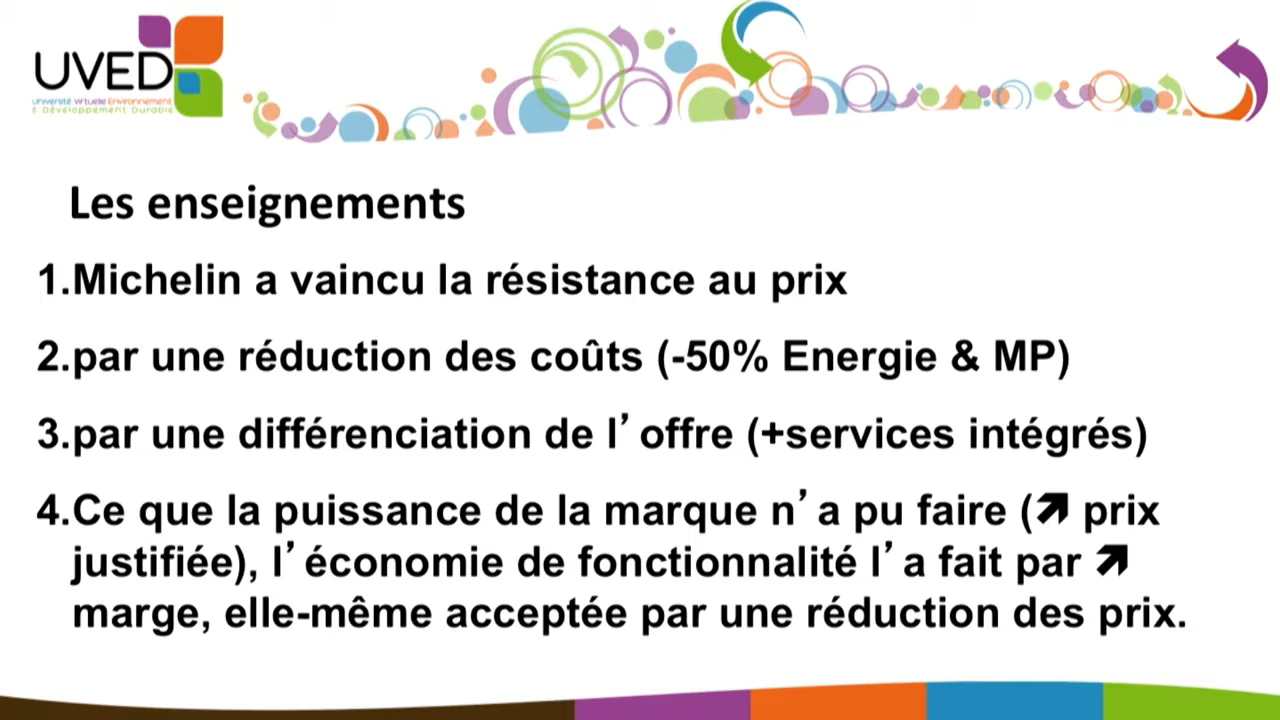 UVED
Université Virtuelle Environnement
& Développement Durable
Les enseignements
1.Michelin a vaincu la résistance au prix
2.par une réduction des coûts (-50% Energie & MP)
3.par une différenciation de l’offre (+services intégrés)
4.Ce que la puissance de la marque n’a pu faire (↗ prix
justifiée), l’économie de fonctionnalité l’a fait par ↗
marge, elle-même acceptée par une réduction des prix.